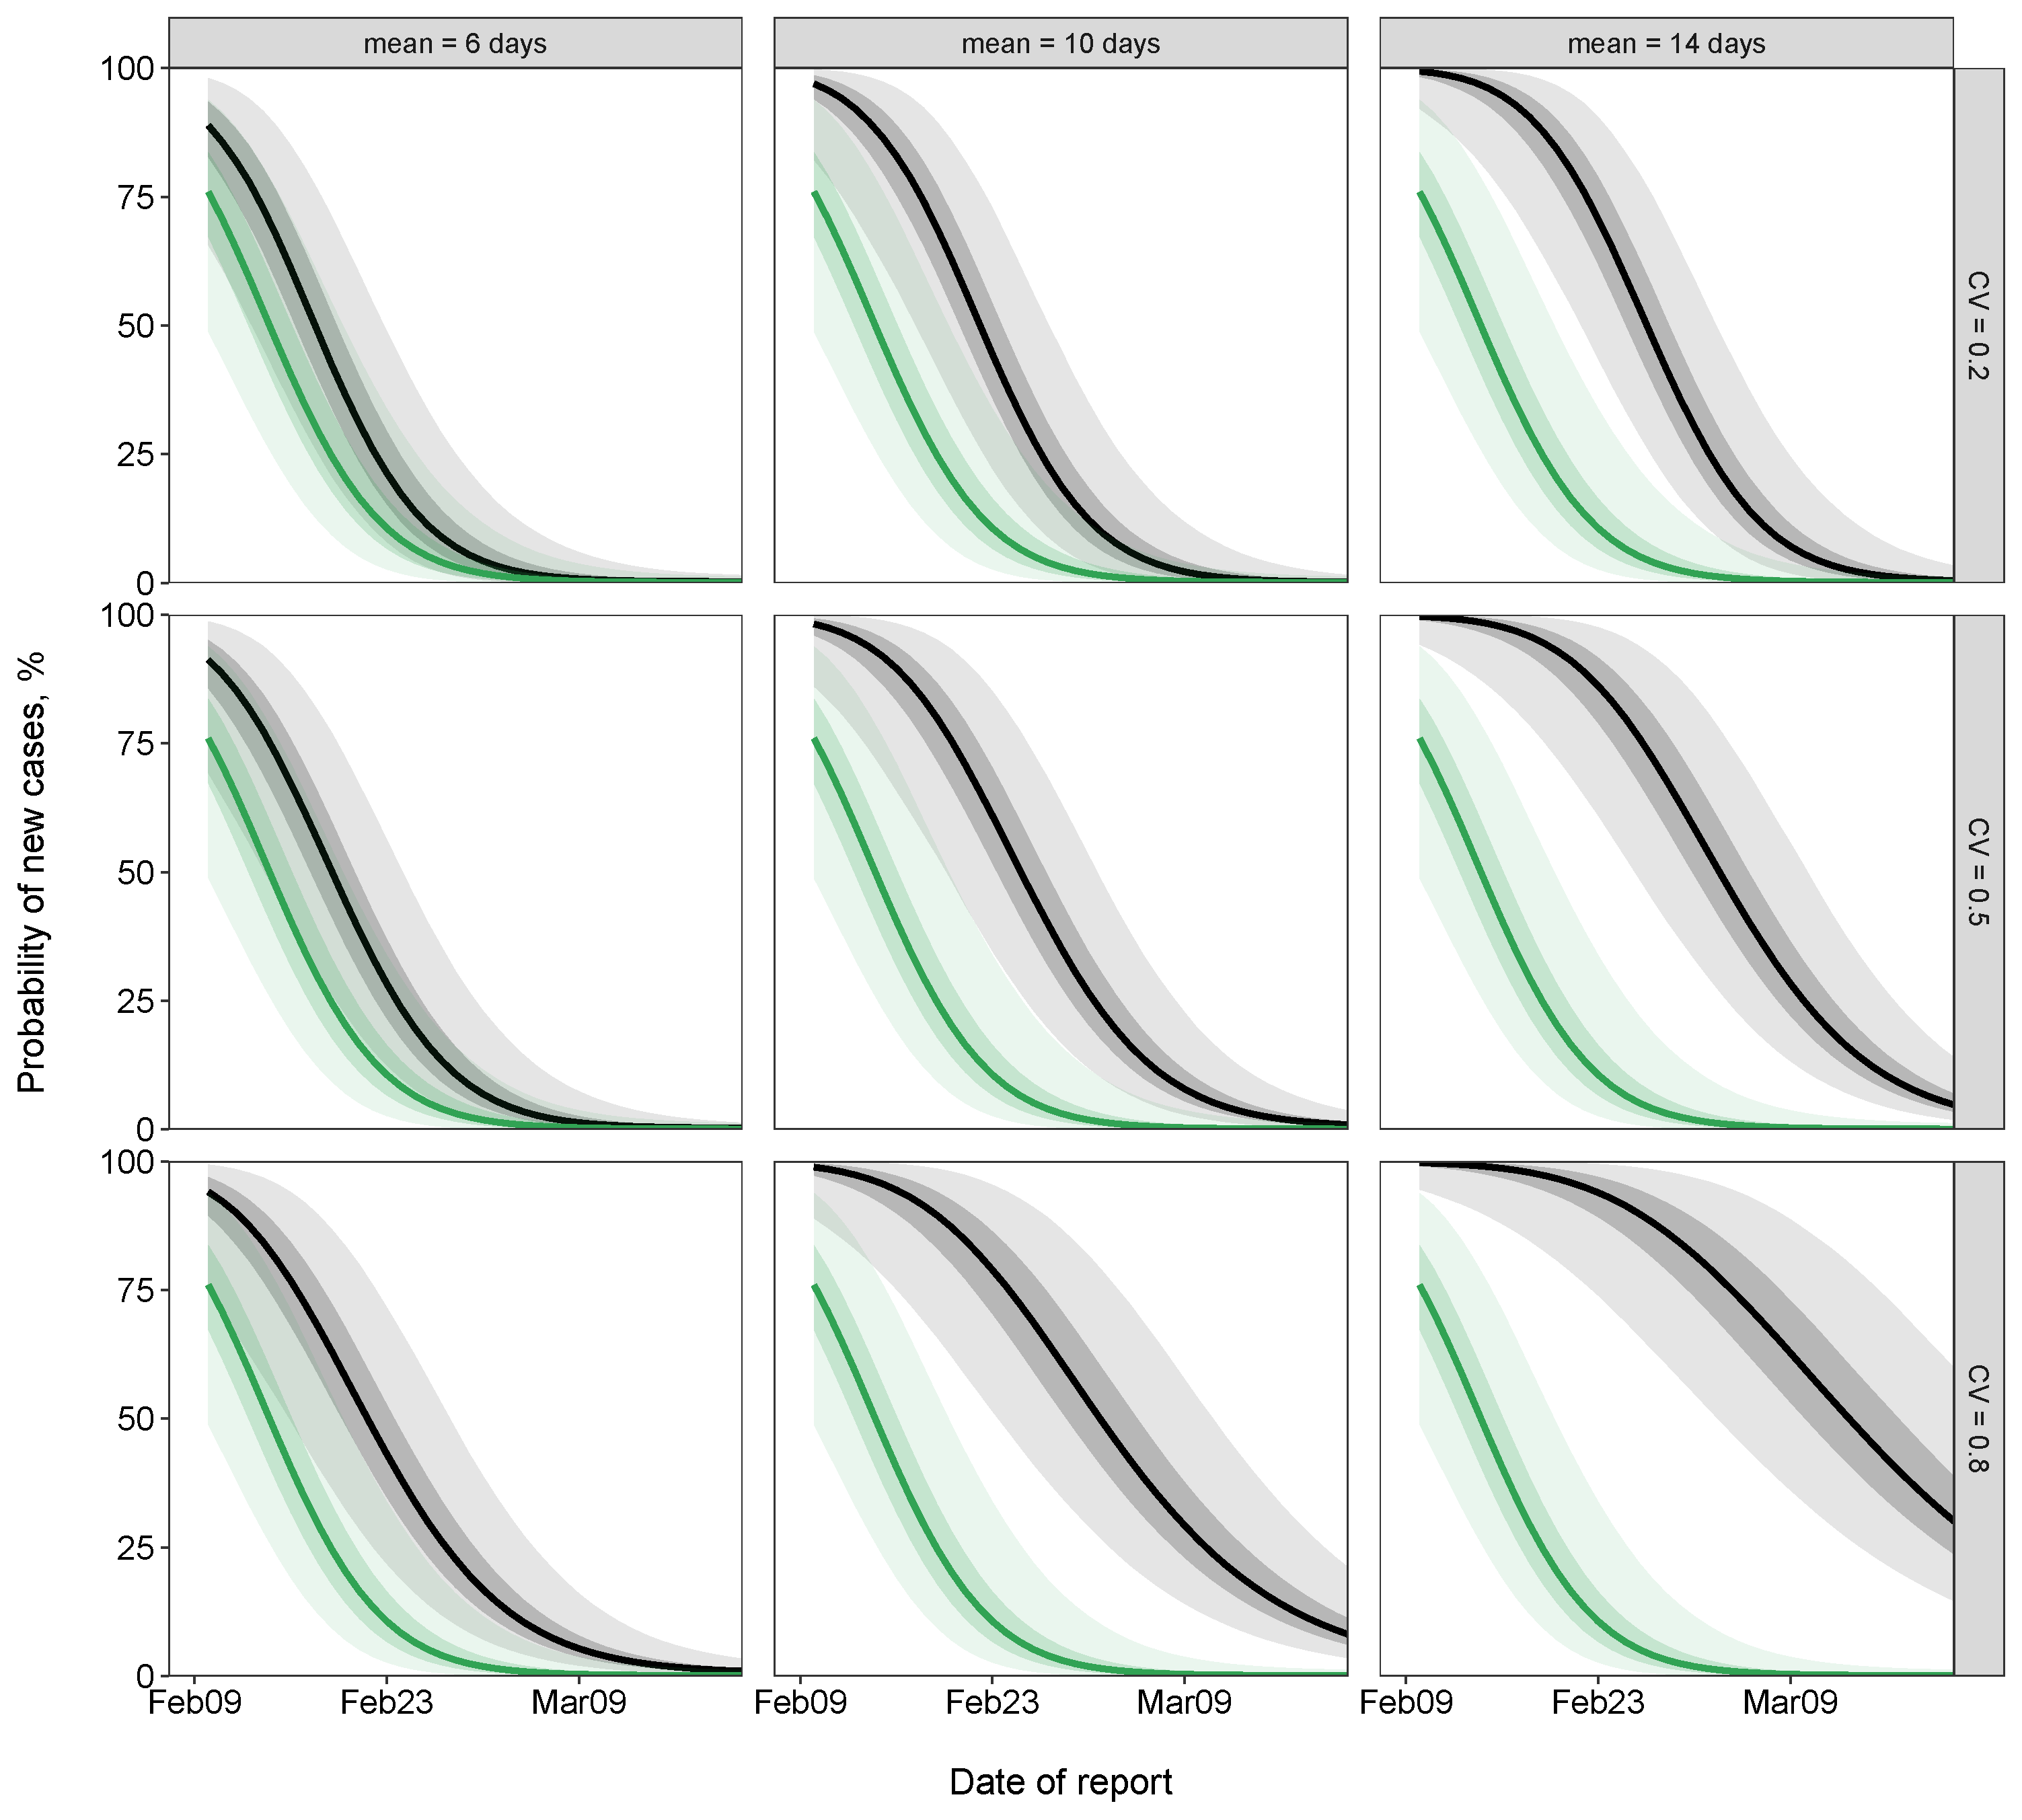 mean = 6 days
mean = 10 days
mean = 14 days
100
75
50
25
0
CV = 0.2
100
75
50
25
0
CV = 0.5
100
75
50
25
0
CV = 0.8
Probability of new cases, %
Feb09
Feb23
Mar09
Feb09
Feb23
Mar09
Feb09
Feb23
Mar09
Date of report